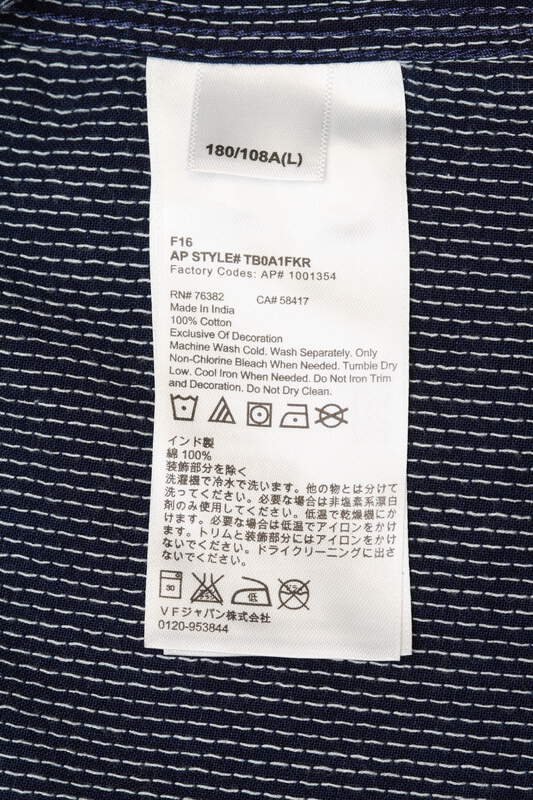 180/108A(L)
F16
AP STYLE# TB0A1FKR
Factory Codes: AP# 1001354
RN# 76382 CA# 58417
Made In India
100% Cotton
Exclusive Of Decoration
Machine Wash Cold. Wash Separately. Only
Non-Chlorine Bleach When Needed. Tumble Dry
Low. Cool Iron When Needed. Do Not Iron Trim
and Decoration. Do Not Dry Clean.
インド製
綿 100%
装飾部分を除く
洗濯機で冷水で洗います。他の物とは分けて
洗ってください。必要な場合は非塩素系漂白
剤のみ使用してください。低温で乾燥機にか
けます。必要な場合は低温でアイロンをかけ
ます。トリムと装飾部分にはアイロンをかけ
ないでください。ドライクリーニングに出さ
ないでください。
30 低
VFジャパン株式会社
0120-953844